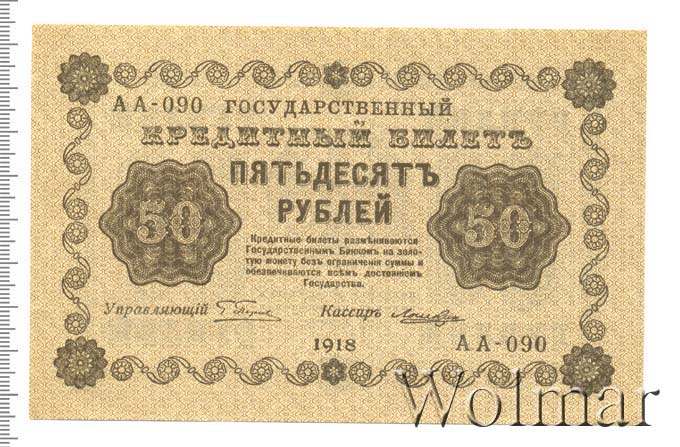 АА-090 ГОСУДАРСТВЕННЫЙ
КРЕДИТНЫЙ БИЛЕТЪ
ПЯТЬДЕСЯТЪ
РУБЛЕЙ
50
50
Кредитные билеты размѣниваются
Государственнымъ Банкомъ на золо-
тую монету безъ ограниченія суммы и
обезпечиваются всѣмъ достояніемъ
Государства.
Управляющій
Кассиръ
1918
АА-090
Wolmar